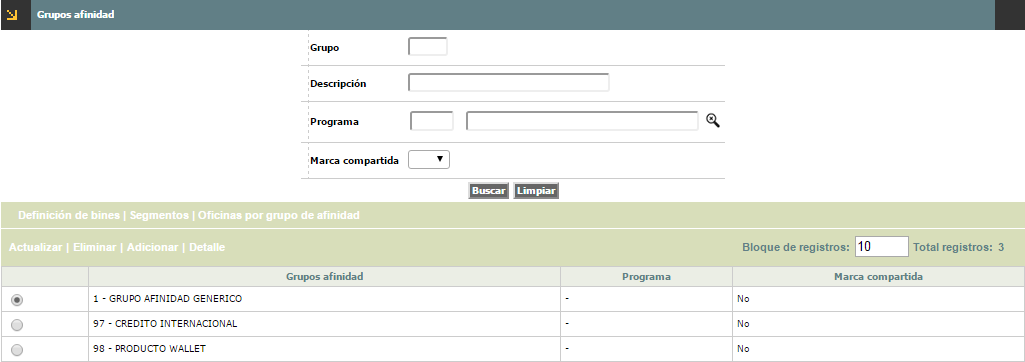 Grupos afinidad
Grupo
Descripción
Programa
Marca compartida
Buscar Limpiar
Definición de bines | Segmentos | Oficinas por grupo de afinidad
Actualizar | Eliminar | Adicionar | Detalle Bloque de registros: 10 Total registros: 3
Grupos afinidad Programa Marca compartida
1 - GRUPO AFINIDAD GENERICO - No
97 - CREDITO INTERNACIONAL - No
98 - PRODUCTO WALLET - No